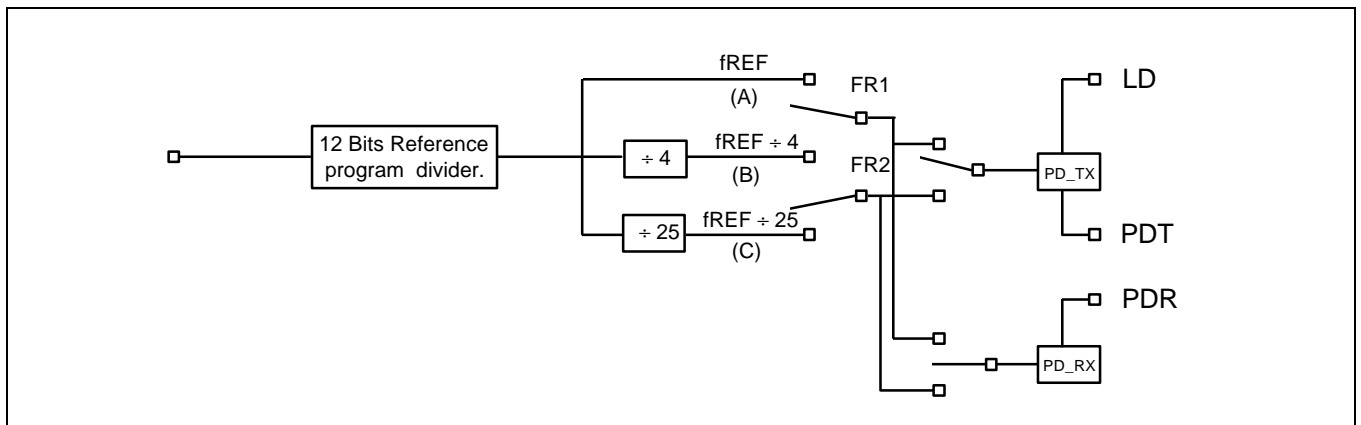 fREF
(A)
FR1
LD
12 Bits Reference
program divider.
÷ 4
fREF ÷ 4
(B)
FR2
PD_TX
÷ 25
fREF ÷ 25
(C)
PDT
PDR
PD_RX